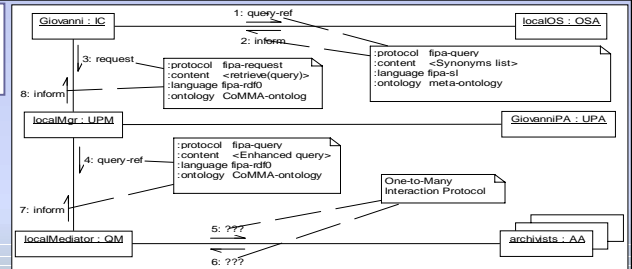 1: query-ref
Giovanni : IC
localOS : OSA
2: inform
3: request
:protocol fipa-request
:content <retrieve(query)>
:language fipa-rdf0
:ontology CoMMA-ontolog
:protocol fipa-query
:content <Synonyms list>
:language fipa-sl
:ontology meta-ontology
8: inform
localMgr : UPM
GiovanniPA : UPA
4: query-ref
:protocol fipa-query
:content <Enhanced query>
:language fipa-rdf0
:ontology CoMMA-ontology
One-to-Many
Interaction Protocol
7: inform
5: ???
localMediator : QM
archivists : AA
6: ???